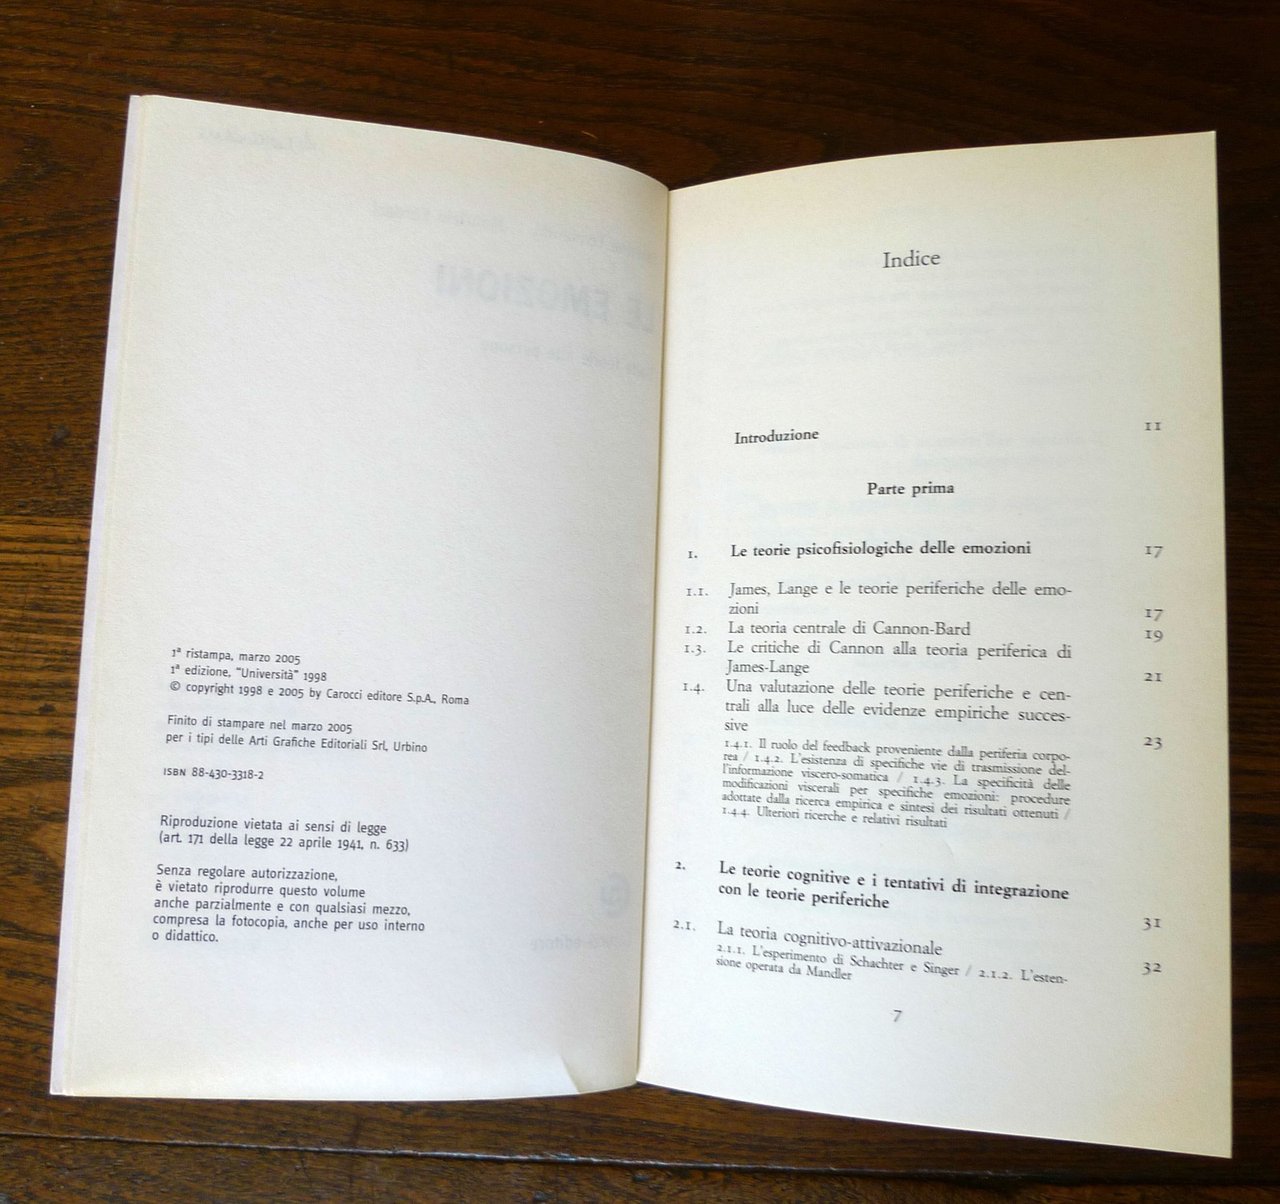 LE EMOZIONI
1ª ristampa, marzo 2005
1ª edizione, "Università" 1998
© copyright 1998 e 2005 by Carocci editore S.p.A., Roma
Finito di stampare nel marzo 2005
per i tipi delle Arti Grafiche Editoriali Srl, Urbino
ISBN 88-430-3318-2
Riproduzione vietata ai sensi di legge
(art. 171 della legge 22 aprile 1941, n. 633)
Senza regolare autorizzazione,
è vietato riprodurre questo volume
anche parzialmente e con qualsiasi mezzo,
compresa la fotocopia, anche per uso interno
o didattico.
Indice
Introduzione 11
Parte prima
1. Le teorie psicofisiologiche delle emozioni 17
1.1. James, Lange e le teorie periferiche delle emo-
zioni 17
1.2. La teoria centrale di Cannon-Bard 19
1.3. Le critiche di Cannon alla teoria periferica di
James-Lange 21
1.4. Una valutazione delle teorie periferiche e cen-
trali alla luce delle evidenze empiriche succes-
sive 23
1.4.1. Il ruolo del feedback proveniente dalla periferia corpo-
rea / 1.4.2. L'esistenza di specifiche vie di trasmissione del-
l'informazione viscero-somatica / 1.4.3. La specificità delle
modificazioni viscerali per specifiche emozioni: procedure
adottate dalla ricerca empirica e sintesi dei risultati ottenuti /
1.4.4. Ulteriori ricerche e relativi risultati
2. Le teorie cognitive e i tentativi di integrazione
con le teorie periferiche 31
2.1. La teoria cognitivo-attivazionale 32
2.1.1. L'esperimento di Schachter e Singer / 2.1.2. L'esten-
sione operata da Mandler
7